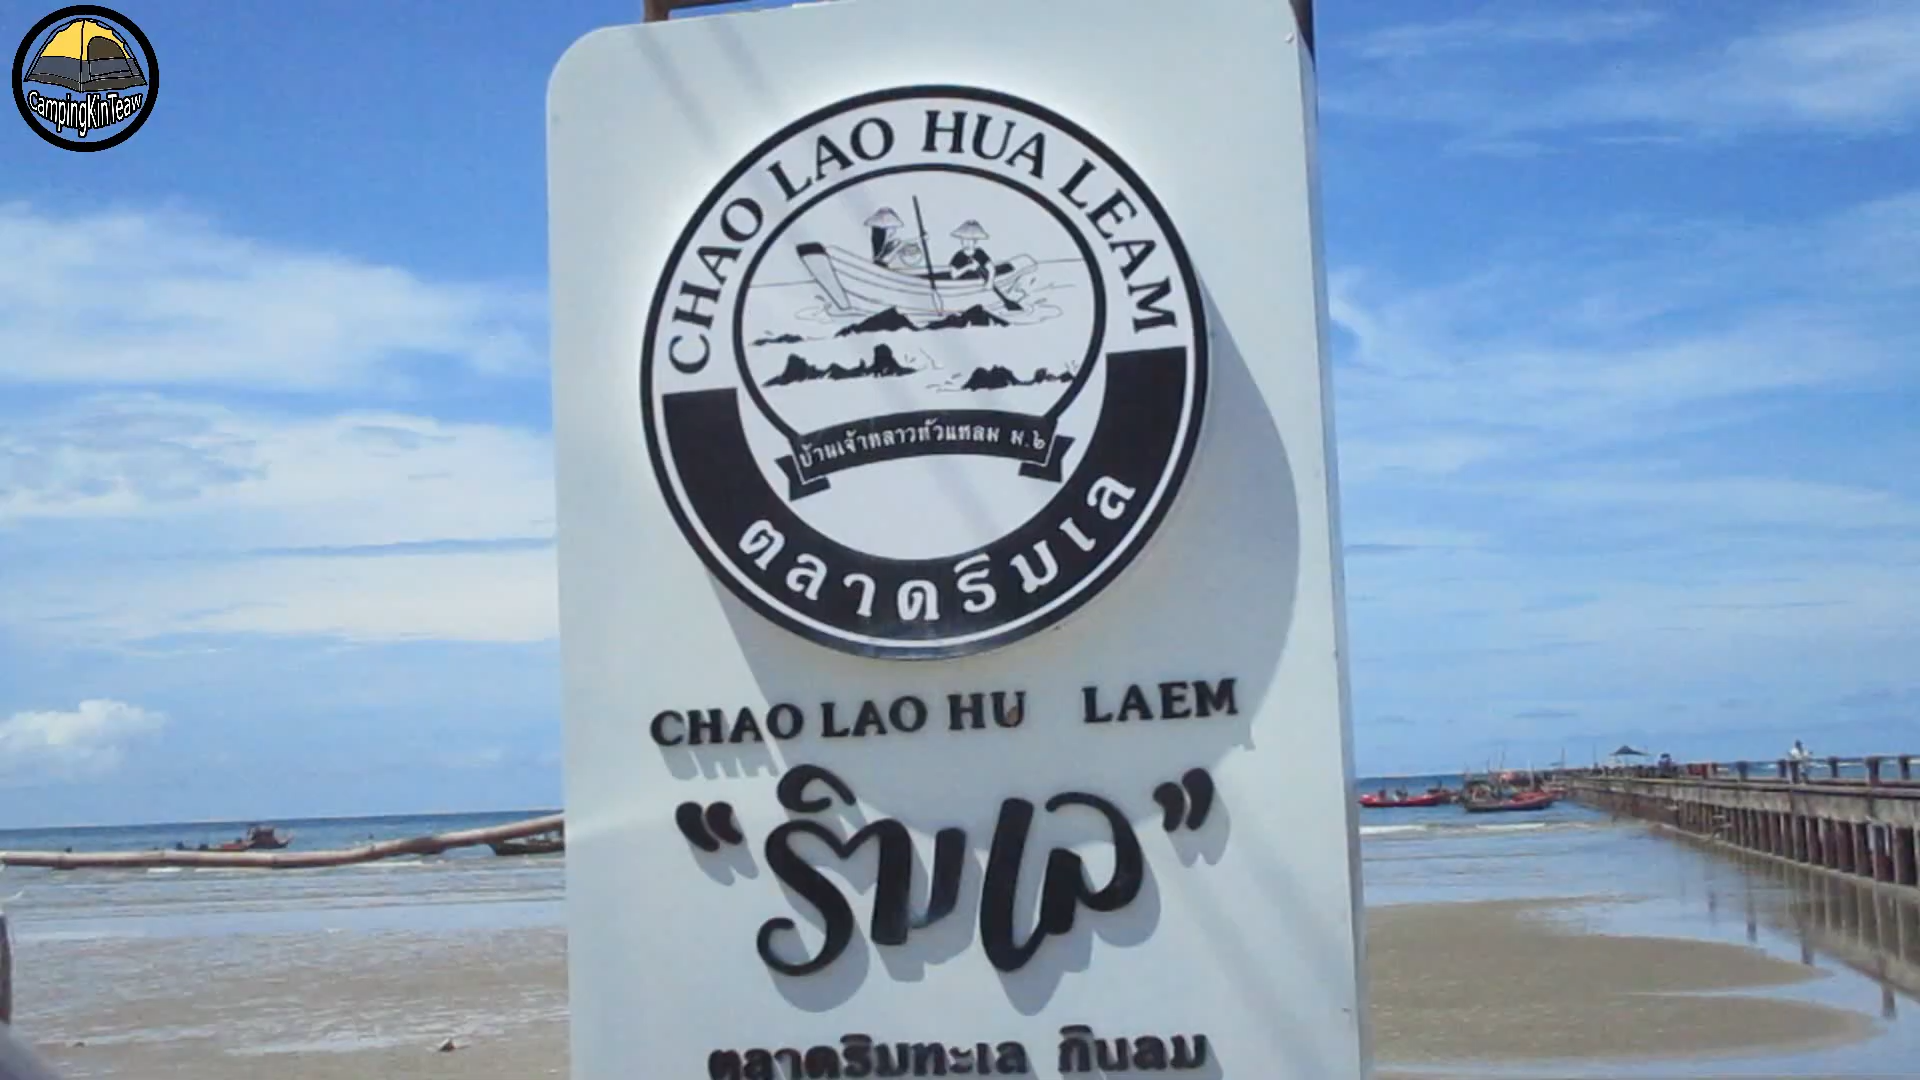 CampingKinTeaw
CHAO LAO HUA LEAM
บ้านเจ้าหลาวหัวแหลม ม.๒
ตลาดริมเล
CHAO LAO HU LAEM
“ริมเล”
ตลาดริมทะเล กินลม